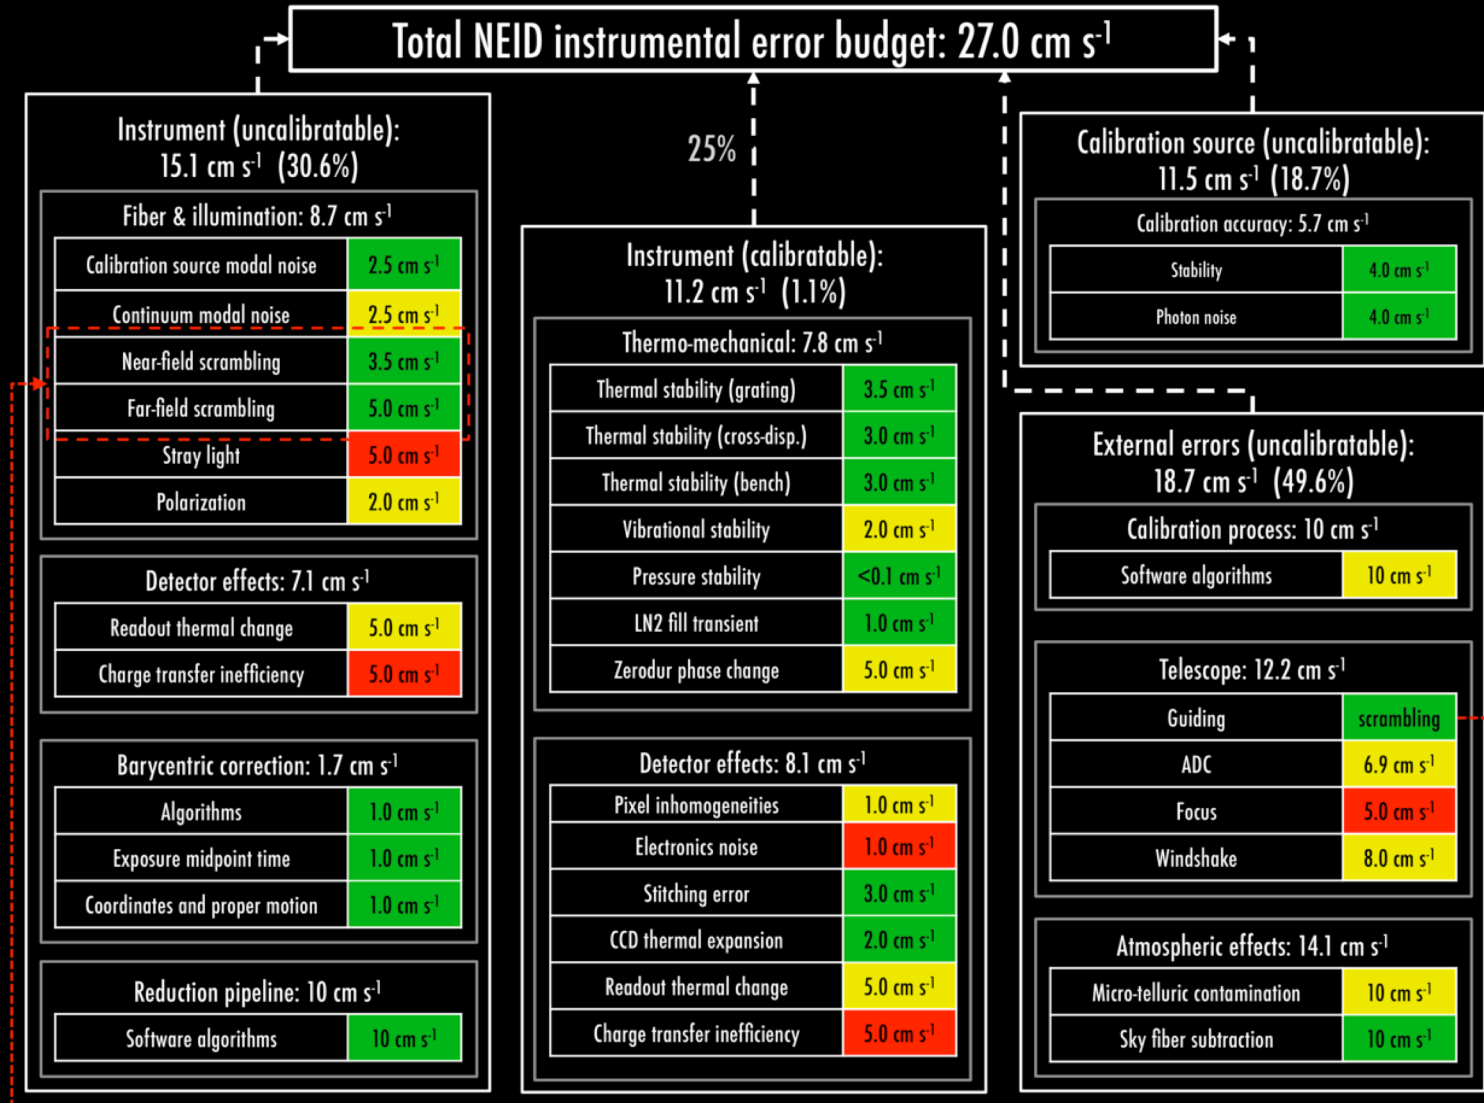 Total NEID instrumental error budget: 27.0 cm s⁻¹
Instrument (uncalibratable):
15.1 cm s⁻¹ (30.6%)
Fiber & illumination: 8.7 cm s⁻¹
Calibration source modal noise 2.5 cm s⁻¹
Continuum modal noise 2.5 cm s⁻¹
Near-field scrambling 3.5 cm s⁻¹
Far-field scrambling 5.0 cm s⁻¹
Stray light 5.0 cm s⁻¹
Polarization 2.0 cm s⁻¹
Detector effects: 7.1 cm s⁻¹
Readout thermal change 5.0 cm s⁻¹
Charge transfer inefficiency 5.0 cm s⁻¹
Barycentric correction: 1.7 cm s⁻¹
Algorithms 1.0 cm s⁻¹
Exposure midpoint time 1.0 cm s⁻¹
Coordinates and proper motion 1.0 cm s⁻¹
Reduction pipeline: 10 cm s⁻¹
Software algorithms 10 cm s⁻¹
25%
Instrument (calibratable):
11.2 cm s⁻¹ (1.1%)
Thermo-mechanical: 7.8 cm s⁻¹
Thermal stability (grating) 3.5 cm s⁻¹
Thermal stability (cross-disp.) 3.0 cm s⁻¹
Thermal stability (bench) 3.0 cm s⁻¹
Vibrational stability 2.0 cm s⁻¹
Pressure stability <0.1 cm s⁻¹
LN2 fill transient 1.0 cm s⁻¹
Zerodur phase change 5.0 cm s⁻¹
Detector effects: 8.1 cm s⁻¹
Pixel inhomogeneities 1.0 cm s⁻¹
Electronics noise 1.0 cm s⁻¹
Stitching error 3.0 cm s⁻¹
CCD thermal expansion 2.0 cm s⁻¹
Readout thermal change 5.0 cm s⁻¹
Charge transfer inefficiency 5.0 cm s⁻¹
Calibration source (uncalibratable):
11.5 cm s⁻¹ (18.7%)
Calibration accuracy: 5.7 cm s⁻¹
Stability 4.0 cm s⁻¹
Photon noise 4.0 cm s⁻¹
External errors (uncalibratable):
18.7 cm s⁻¹ (49.6%)
Calibration process: 10 cm s⁻¹
Software algorithms 10 cm s⁻¹
Telescope: 12.2 cm s⁻¹
Guiding scrambling
ADC 6.9 cm s⁻¹
Focus 5.0 cm s⁻¹
Windshake 8.0 cm s⁻¹
Atmospheric effects: 14.1 cm s⁻¹
Micro-telluric contamination 10 cm s⁻¹
Sky fiber subtraction 10 cm s⁻¹